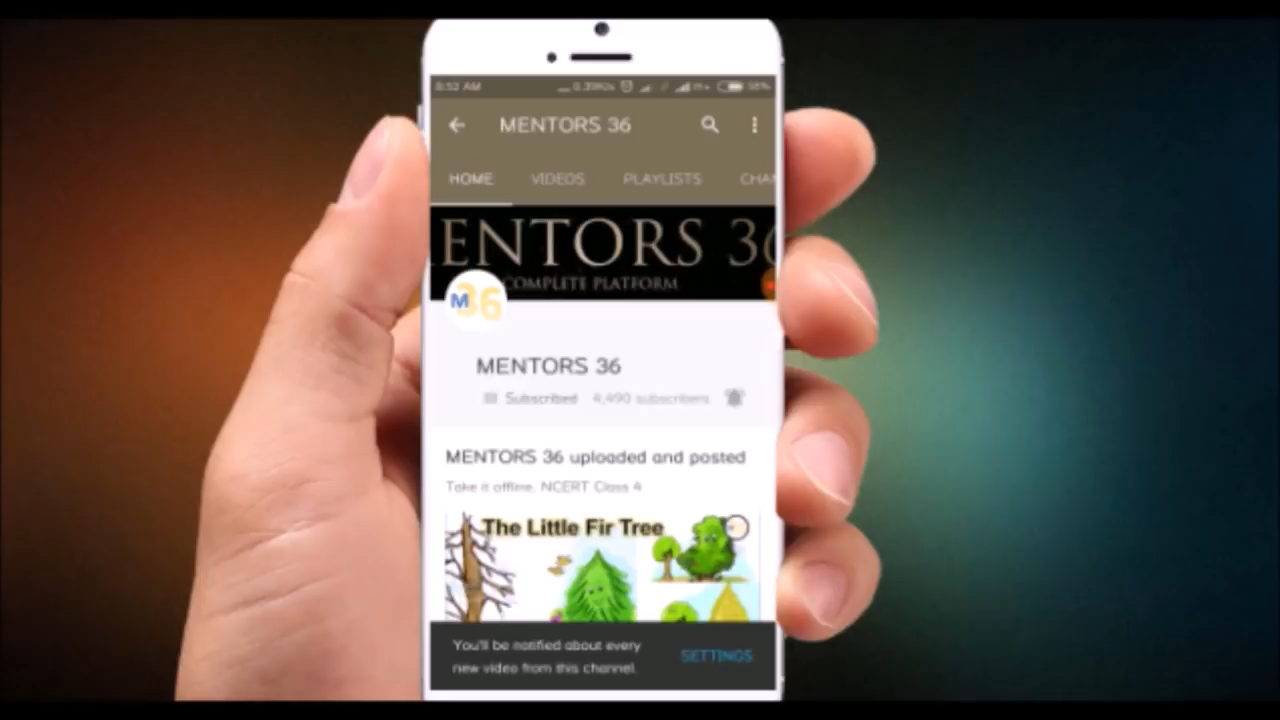 8:52 AM
MENTORS 36
HOME VIDEOS PLAYLISTS CHAN
ENTORS 36
COMPLETE PLATFORM
M36
MENTORS 36
Subscribed 4,490 subscribers
MENTORS 36 uploaded and posted
Take it offline. NCERT Class 4
The Little Fir Tree
You'll be notified about every
new video from this channel.
SETTINGS